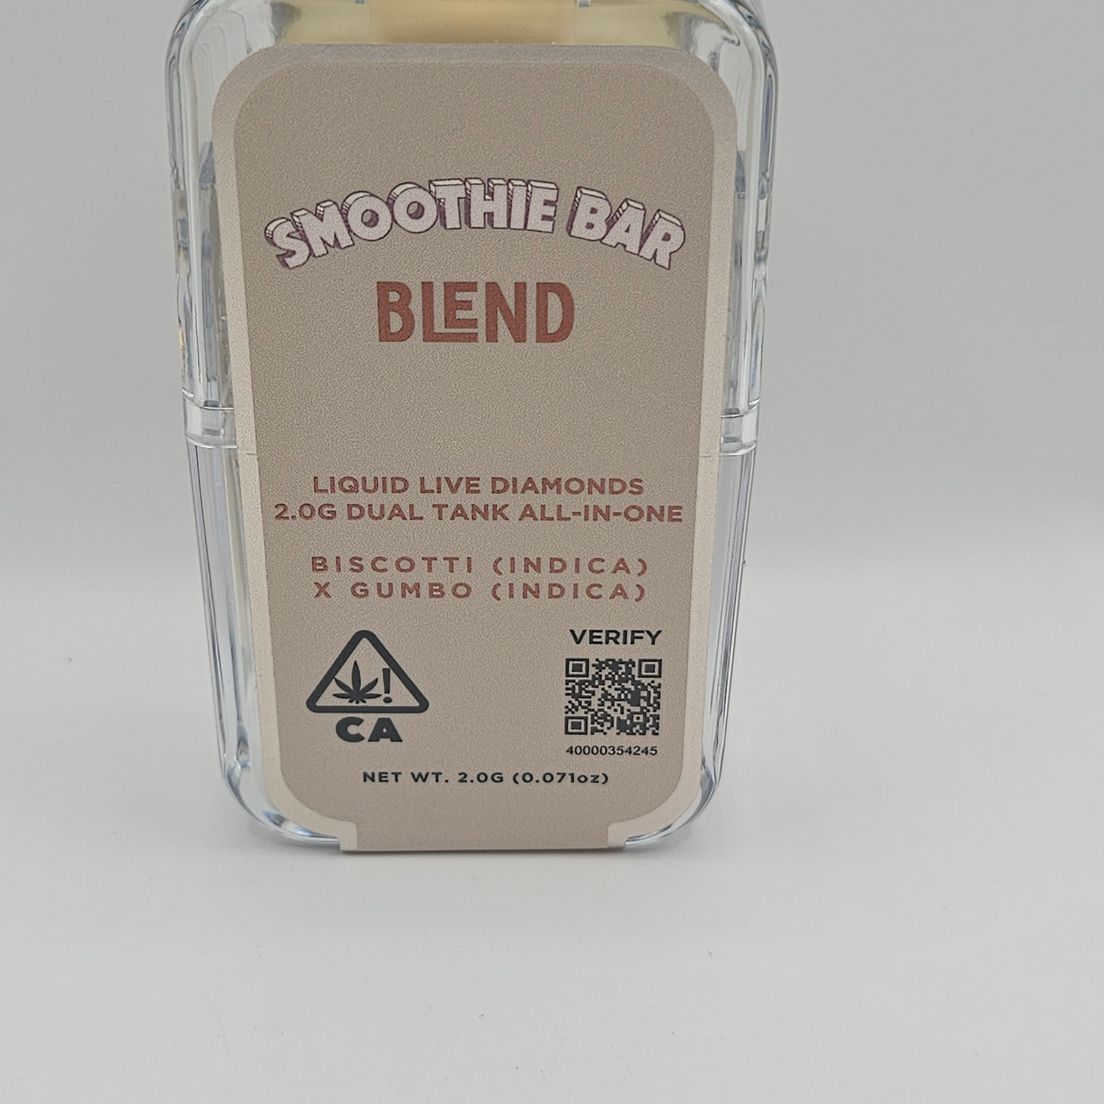 SMOOTHIE BAR
BLEND
LIQUID LIVE DIAMONDS
2.0G DUAL TANK ALL-IN-ONE
BISCOTTI (INDICA)
X GUMBO (INDICA)
VERIFY
CA
40000354245
NET WT. 2.0G (0.071oz)